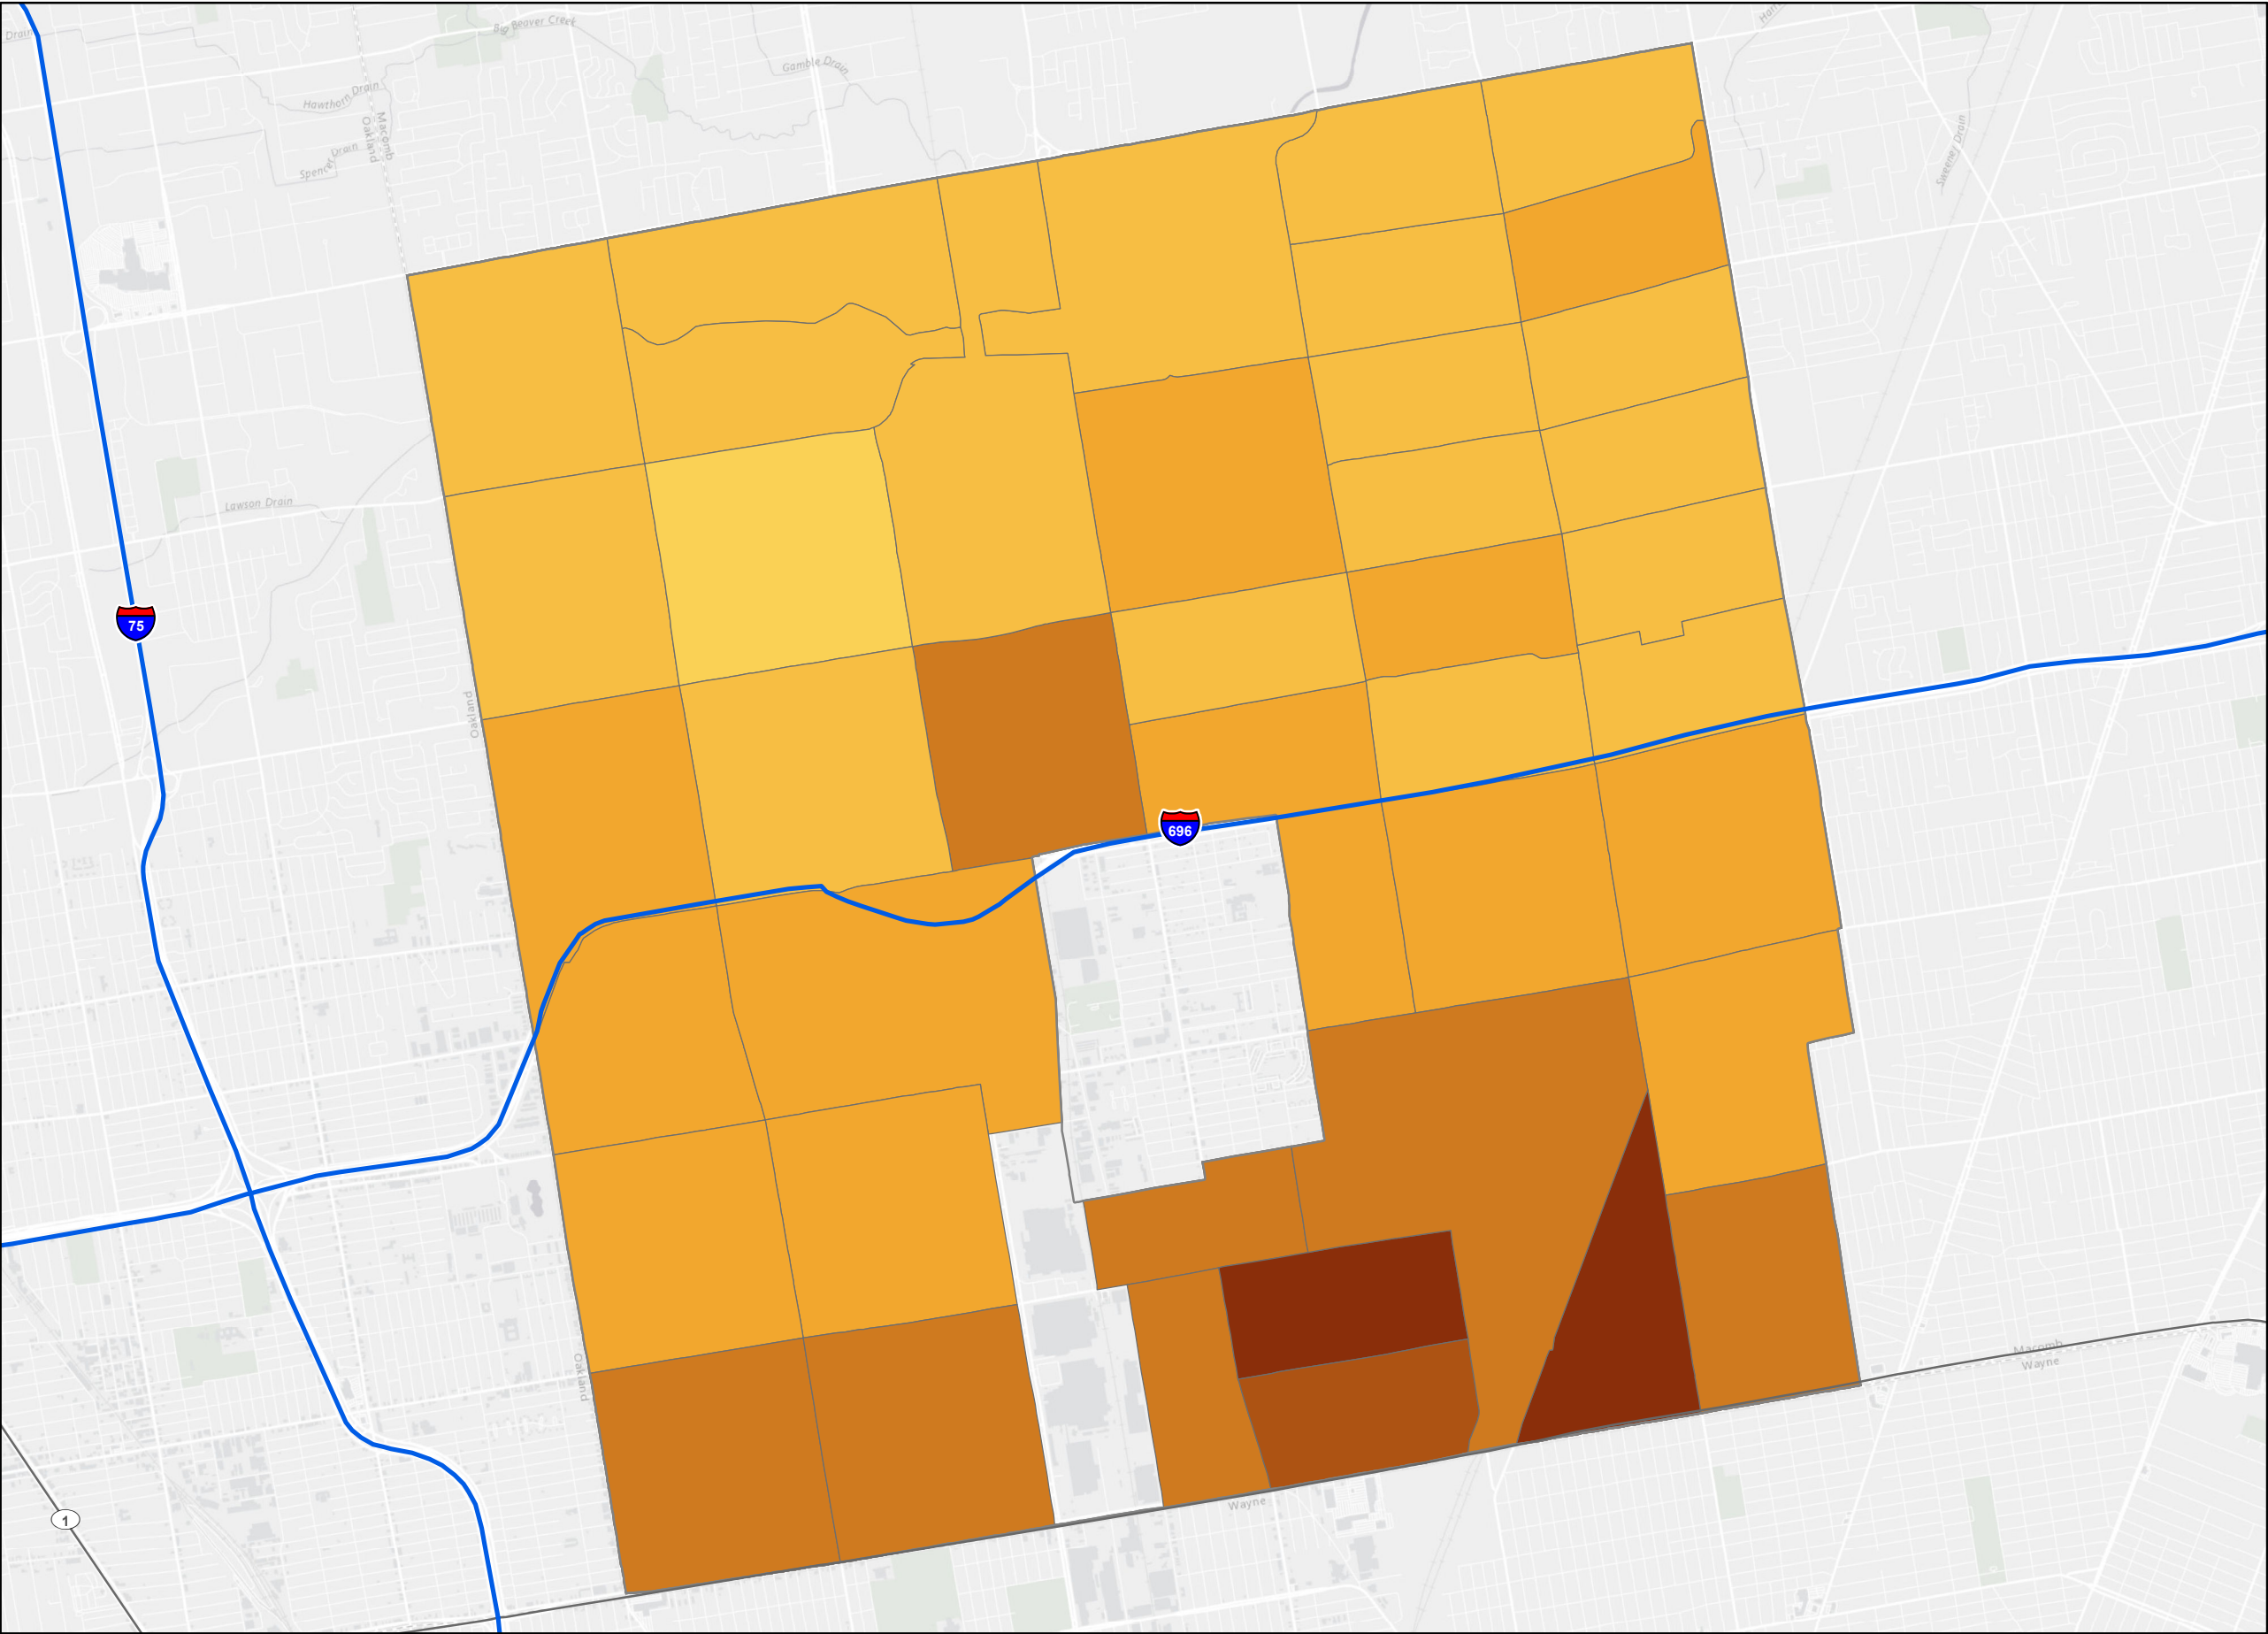 Drain
Big Beaver Creek
Gamble Drain
Hawthorn Drain
Macomb
Oakland
Spencer Drain
Sweeney Drain
Lawson Drain
75
Oakland
696
Oakland
Macomb
Wayne
Wayne
1